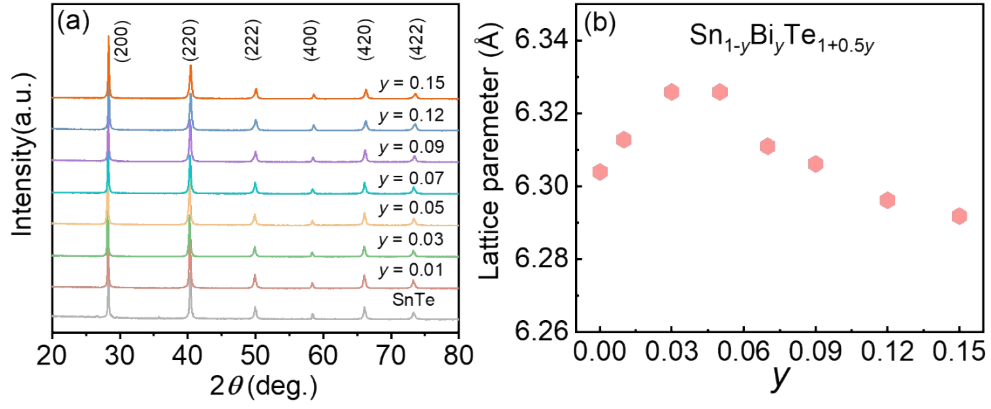 (a)
(200)
(220)
(222)
(400)
(420)
(422)
y = 0.15
y = 0.12
y = 0.09
y = 0.07
y = 0.05
y = 0.03
y = 0.01
SnTe
Intensity(a.u.)
20 30 40 50 60 70 80
2θ(deg.)
(b)
Sn1-yBiyTe1+0.5y
6.34
6.32
6.30
6.28
6.26
Lattice paremeter (Å)
0.00 0.03 0.06 0.09 0.12 0.15
y